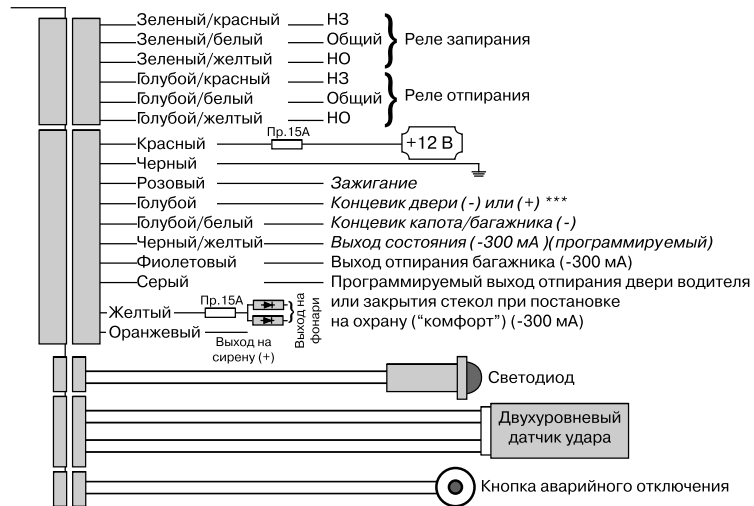 Зеленый/красный НЗ
Зеленый/белый Общий Реле запирания
Зеленый/желтый НО
Голубой/красный НЗ
Голубой/белый Общий Реле отпирания
Голубой/желтый НО
Пр.15А
Красный +12 В
Черный
Розовый Зажигание
Голубой Концевик двери (-) или (+) ***
Голубой/белый Концевик капота/багажника (-)
Черный/желтый Выход состояния (-300 мА )(программируемый)
Фиолетовый Выход отпирания багажника (-300 мА)
Серый Программируемый выход отпирания двери водителя
или закрытия стекол при постановке
на охрану (“комфорт”) (-300 мА)
Желтый Пр.15А
Выход на
фонари
Оранжевый Выход на
сирену (+)
Светодиод
Двухуровневый
датчик удара
Кнопка аварийного отключения